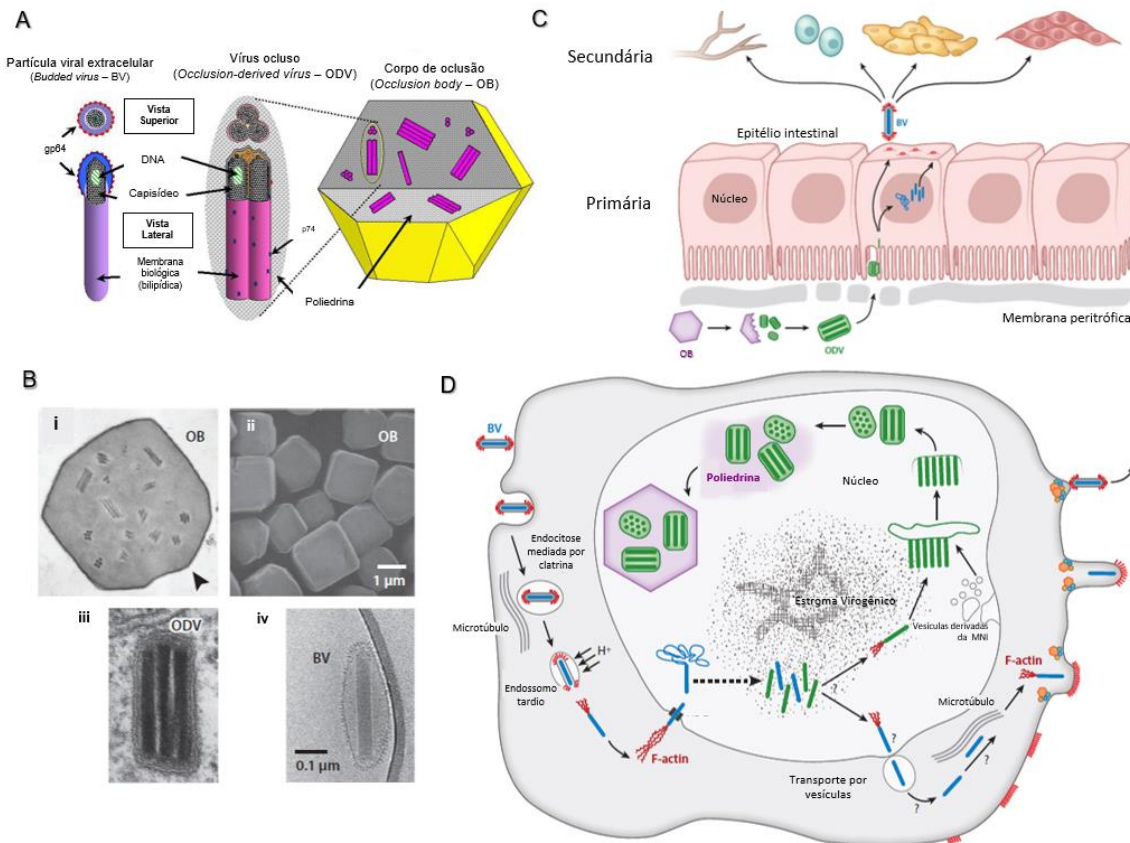 A
Partícula viral extracelular
(Budded virus – BV)
Vírus ocluso
(Occlusion-derived vírus – ODV)
Corpo de oclusão
(Occlusion body – OB)
Vista
Superior
gp64
DNA
Capisídeo
Vista
Lateral
Membrana
biológica
(bilipídica)
p74
Poliedrina
B
i
OB
ii
OB
1 µm
iii
ODV
iv
BV
0.1 µm
C
Secundária
BV
Epitélio intestinal
Primária
Núcleo
Membrana peritrófica
OB
ODV
D
BV
Endocitose
mediada por
clatrina
Microtúbulo
H+
Endossomo
tardio
F-actin
Poliedrina
Núcleo
Estroma Virogênico
Vesículas derivadas
da MNI
?
?
Transporte por
vesículas
?
?
Microtúbulo
F-actin